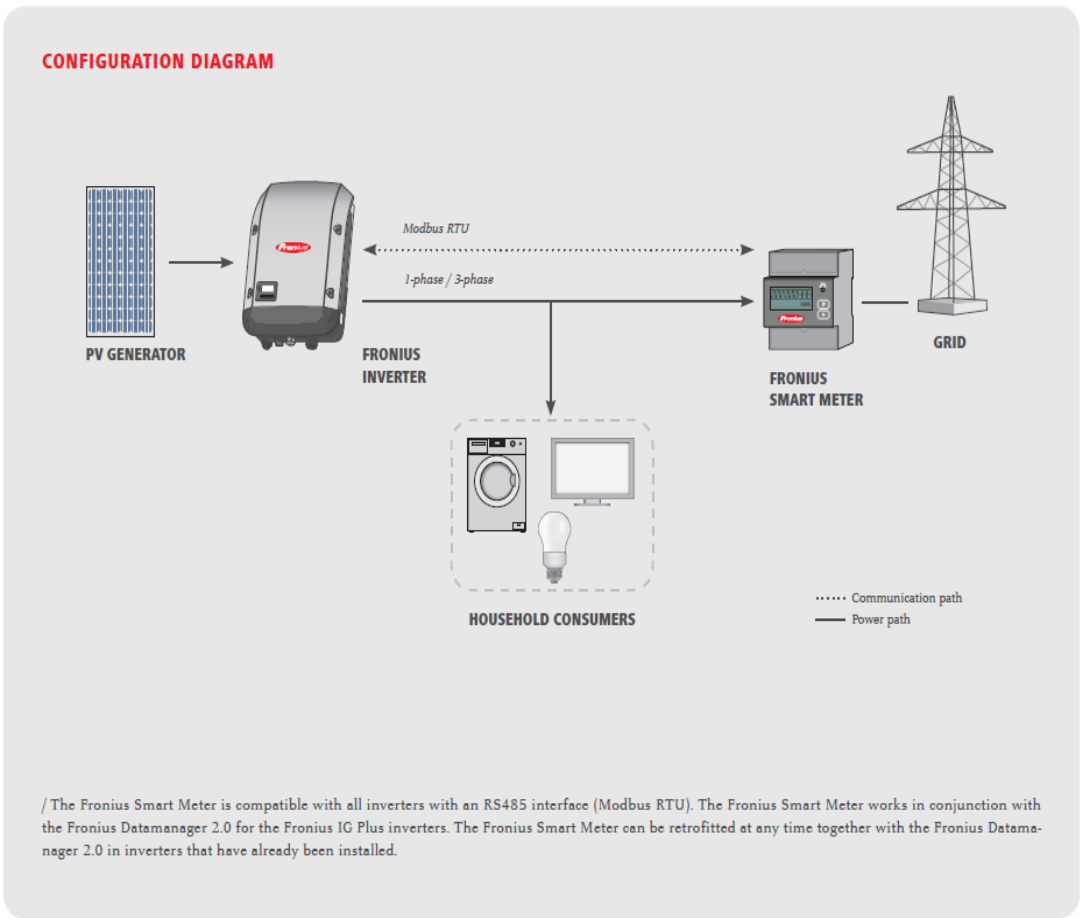 CONFIGURATION DIAGRAM
Modbus RTU
Fronius
1-phase / 3-phase
Fronius
PV GENERATOR
FRONIUS
INVERTER
GRID
FRONIUS
SMART METER
HOUSEHOLD CONSUMERS
Communication path
Power path
/ The Fronius Smart Meter is compatible with all inverters with an RS485 interface (Modbus RTU). The Fronius Smart Meter works in conjunction with
the Fronius Datamanager 2.0 for the Fronius IG Plus inverters. The Fronius Smart Meter can be retrofitted at any time together with the Fronius Datama-
nager 2.0 in inverters that have already been installed.